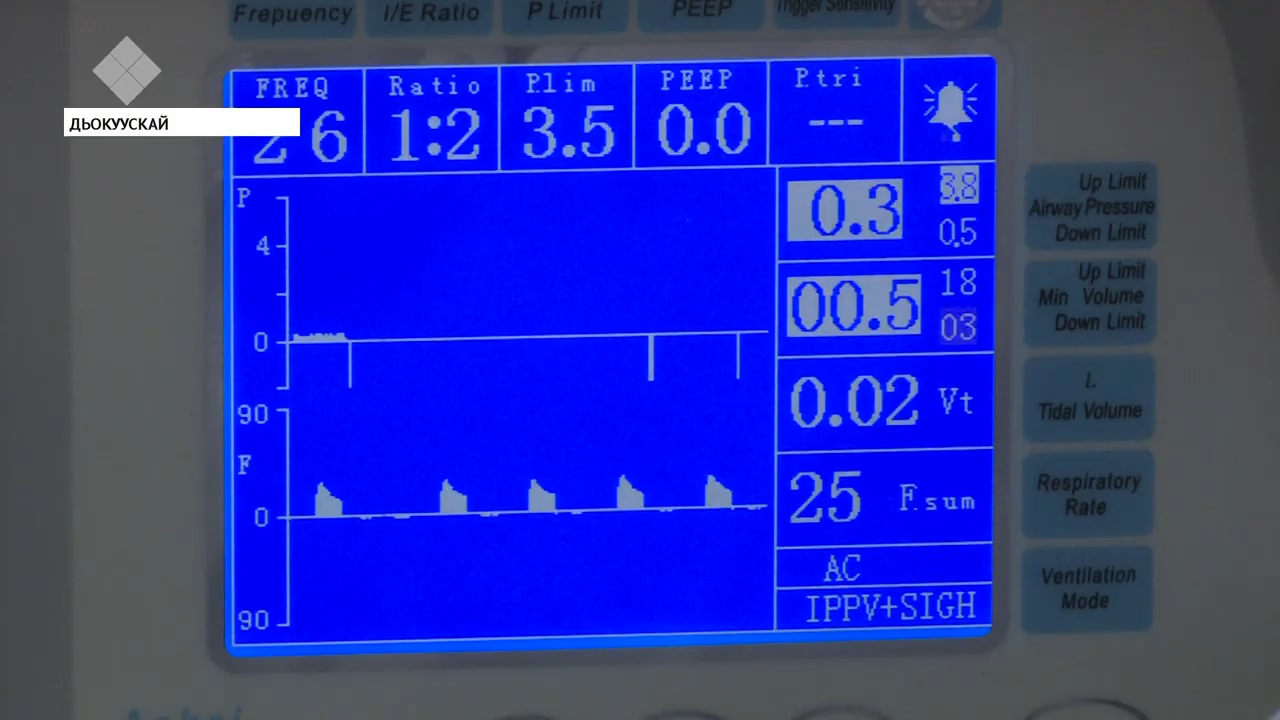 Frepuency I/E Ratio P Limit PEEP Trigger Sensitivity
FREQ Ratio P.lim PEEP P.tri
26 1:2 3.5 0.0 ---
ДЬОКУУСКАЙ
P
4
0
90
F
0
90
0.3 3.8
0.5
00.5 18
03
0.02 Vt
25 F.sum
AC
IPPV+SIGH
Up Limit
Airway Pressure
Down Limit
Up Limit
Min Volume
Down Limit
L
Tidal Volume
Respiratory
Rate
Ventilation
Mode